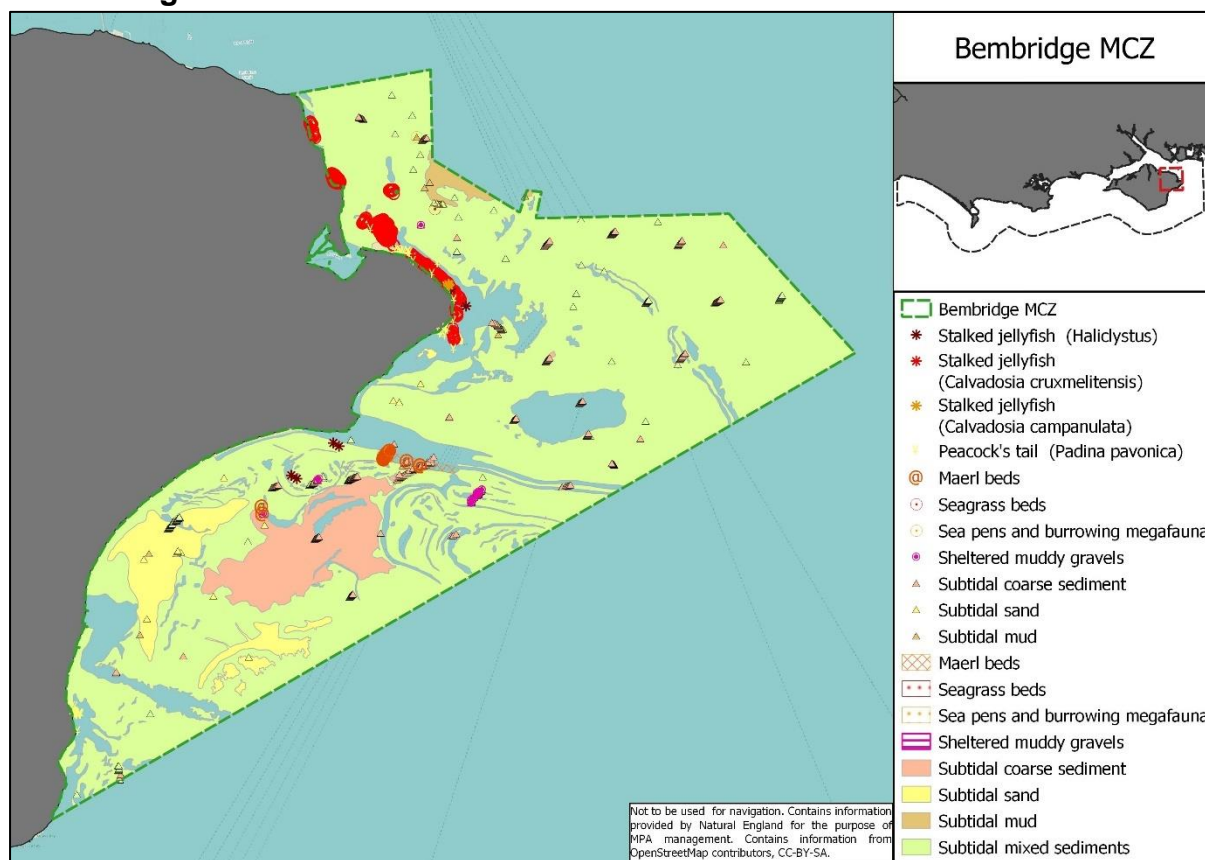 Bembridge MCZ
Bembridge MCZ
Stalked jellyfish (Haliclystus)
Stalked jellyfish
(Calvadosia cruxmelitensis)
Stalked jellyfish
(Calvadosia campanulata)
Peacock's tail (Padina pavonica)
@ Maerl beds
Seagrass beds
Sea pens and burrowing megafauna
Sheltered muddy gravels
Subtidal coarse sediment
Subtidal sand
Subtidal mud
Maerl beds
Seagrass beds
Sea pens and burrowing megafauna
Sheltered muddy gravels
Subtidal coarse sediment
Subtidal sand
Subtidal mud
Subtidal mixed sediments
Not to be used for navigation. Contains information
provided by Natural England for the purpose of
MPA management. Contains information from
OpenStreetMap contributors, CC-BY-SA.